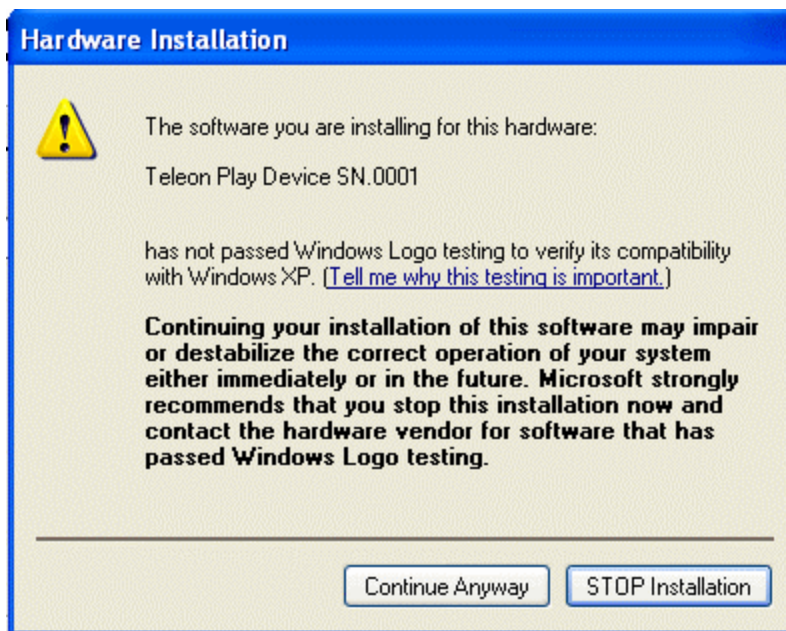 Hardware Installation
The software you are installing for this hardware:
Teleon Play Device SN.0001
has not passed Windows Logo testing to verify its compatibility
with Windows XP. (Tell me why this testing is important.)
Continuing your installation of this software may impair
or destabilize the correct operation of your system
either immediately or in the future. Microsoft strongly
recommends that you stop this installation now and
contact the hardware vendor for software that has
passed Windows Logo testing.
Continue Anyway
STOP Installation